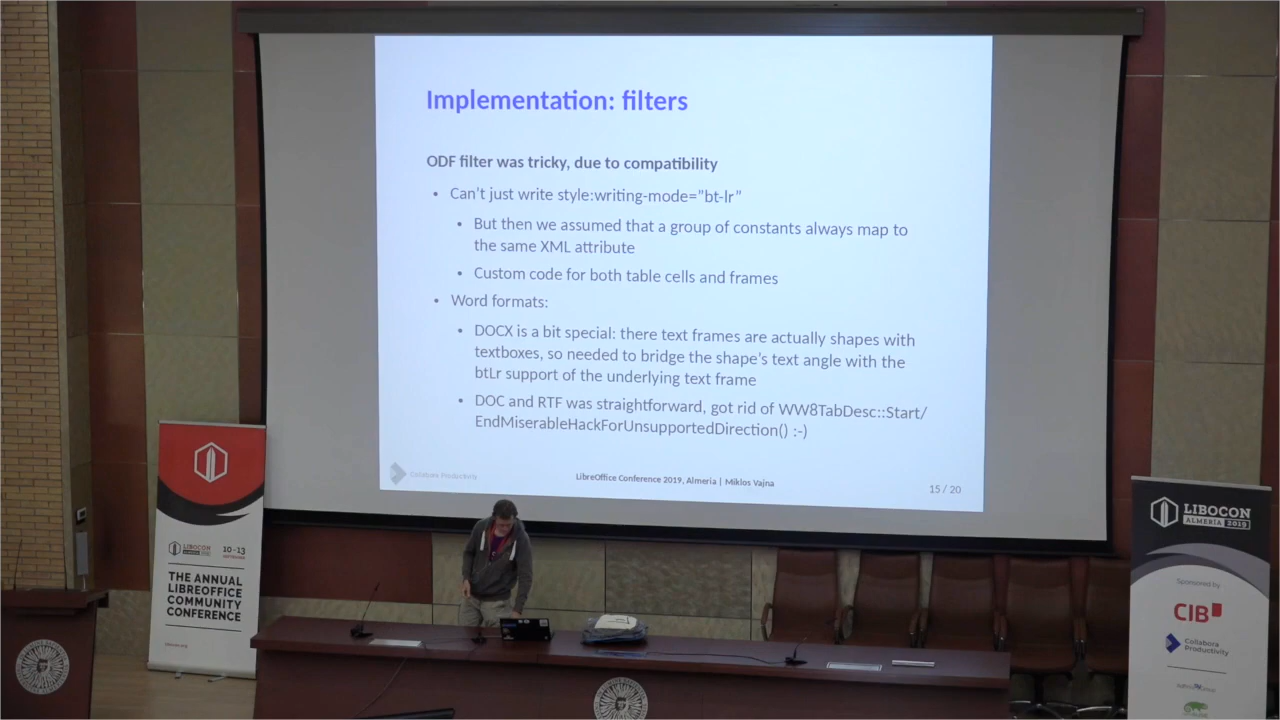 Implementation: filters
ODF filter was tricky, due to compatibility
• Can't just write style:writing-mode="bt-lr"
• But then we assumed that a group of constants always map to
the same XML attribute
• Custom code for both table cells and frames
• Word formats:
• DOCX is a bit special: there text frames are actually shapes with
textboxes, so needed to bridge the shape's text angle with the
btLr support of the underlying text frame
• DOC and RTF was straightforward, got rid of WW8TabDesc::Start/
EndMiserableHackForUnsupportedDirection() :-)
Collabora Productivity
LibreOffice Conference 2019, Almeria | Miklos Vajna
15 / 20
LIBOCON
10-13
THE ANNUAL
LIBREOFFICE
COMMUNITY
CONFERENCE
LIBOCON
ALMERIA 2019
Sponsored by
CIB
Collabora
Productivity